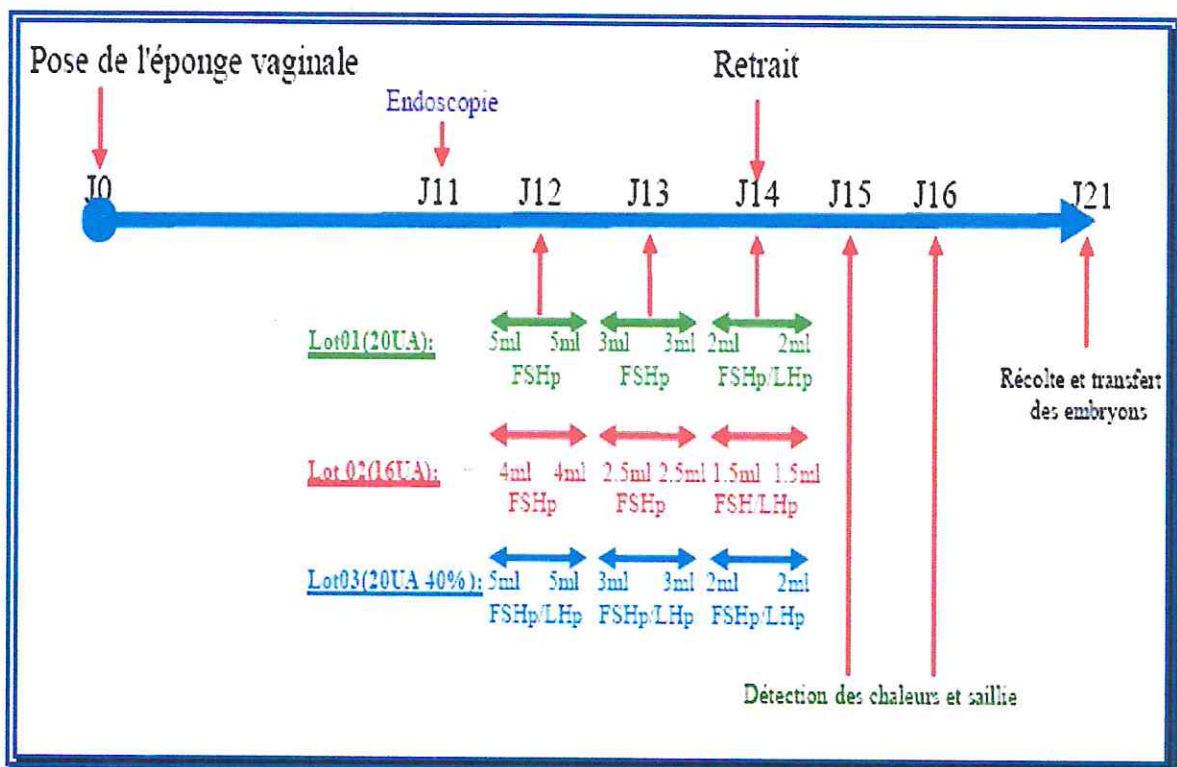 Pose de l'éponge vaginale
Retrait
Endoscopie
J0 J11 J12 J13 J14 J15 J16 J21
Lot01(20UA): 5ml 5ml 3ml 3ml 2ml 2ml
FSHp FSHp FSHp/LHp
Récolte et transfert
des embryons
Lot 02(16UA): 4ml 4ml 2.5ml 2.5ml 1.5ml 1.5ml
FSHp FSHp FSH/LHp
Lot03(20UA 40%): 5ml 5ml 3ml 3ml 2ml 2ml
FSHp/LHp FSHp/LHp FSHp/LHp
Détection des chaleurs et saillie